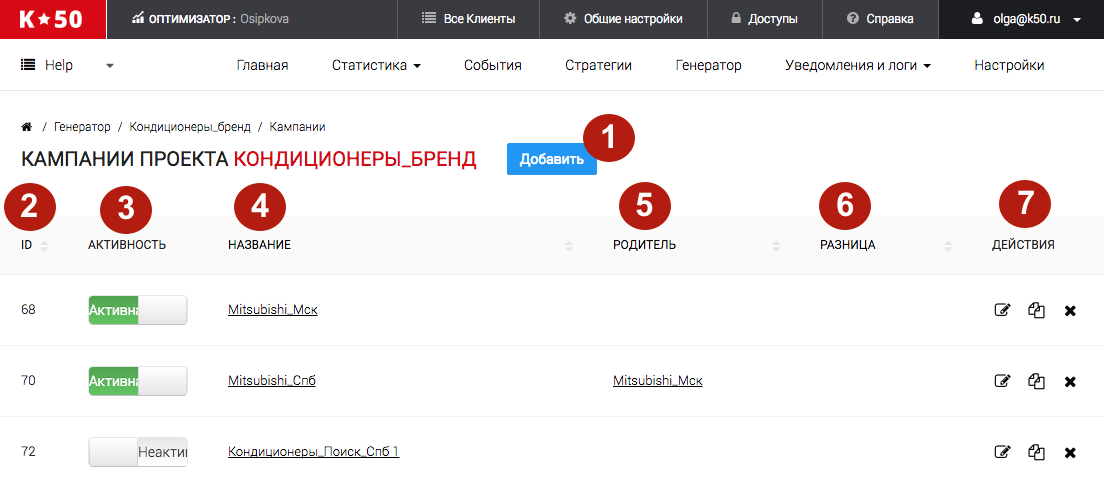 K★50 ОПТИМИЗАТОР : Osipkova Все Клиенты Общие настройки Доступы Справка olga@k50.ru
Help Главная Статистика События Стратегии Генератор Уведомления и логи Настройки
/ Генератор / Кондиционеры_бренд / Кампании
КАМПАНИИ ПРОЕКТА КОНДИЦИОНЕРЫ_БРЕНД Добавить 1
2 3 4 5 6 7
ID АКТИВНОСТЬ НАЗВАНИЕ РОДИТЕЛЬ РАЗНИЦА ДЕЙСТВИЯ
68 Активна Mitsubishi_Мск
70 Активна Mitsubishi_Спб Mitsubishi_Мск
72 Неактив Кондиционеры_Поиск_Спб 1